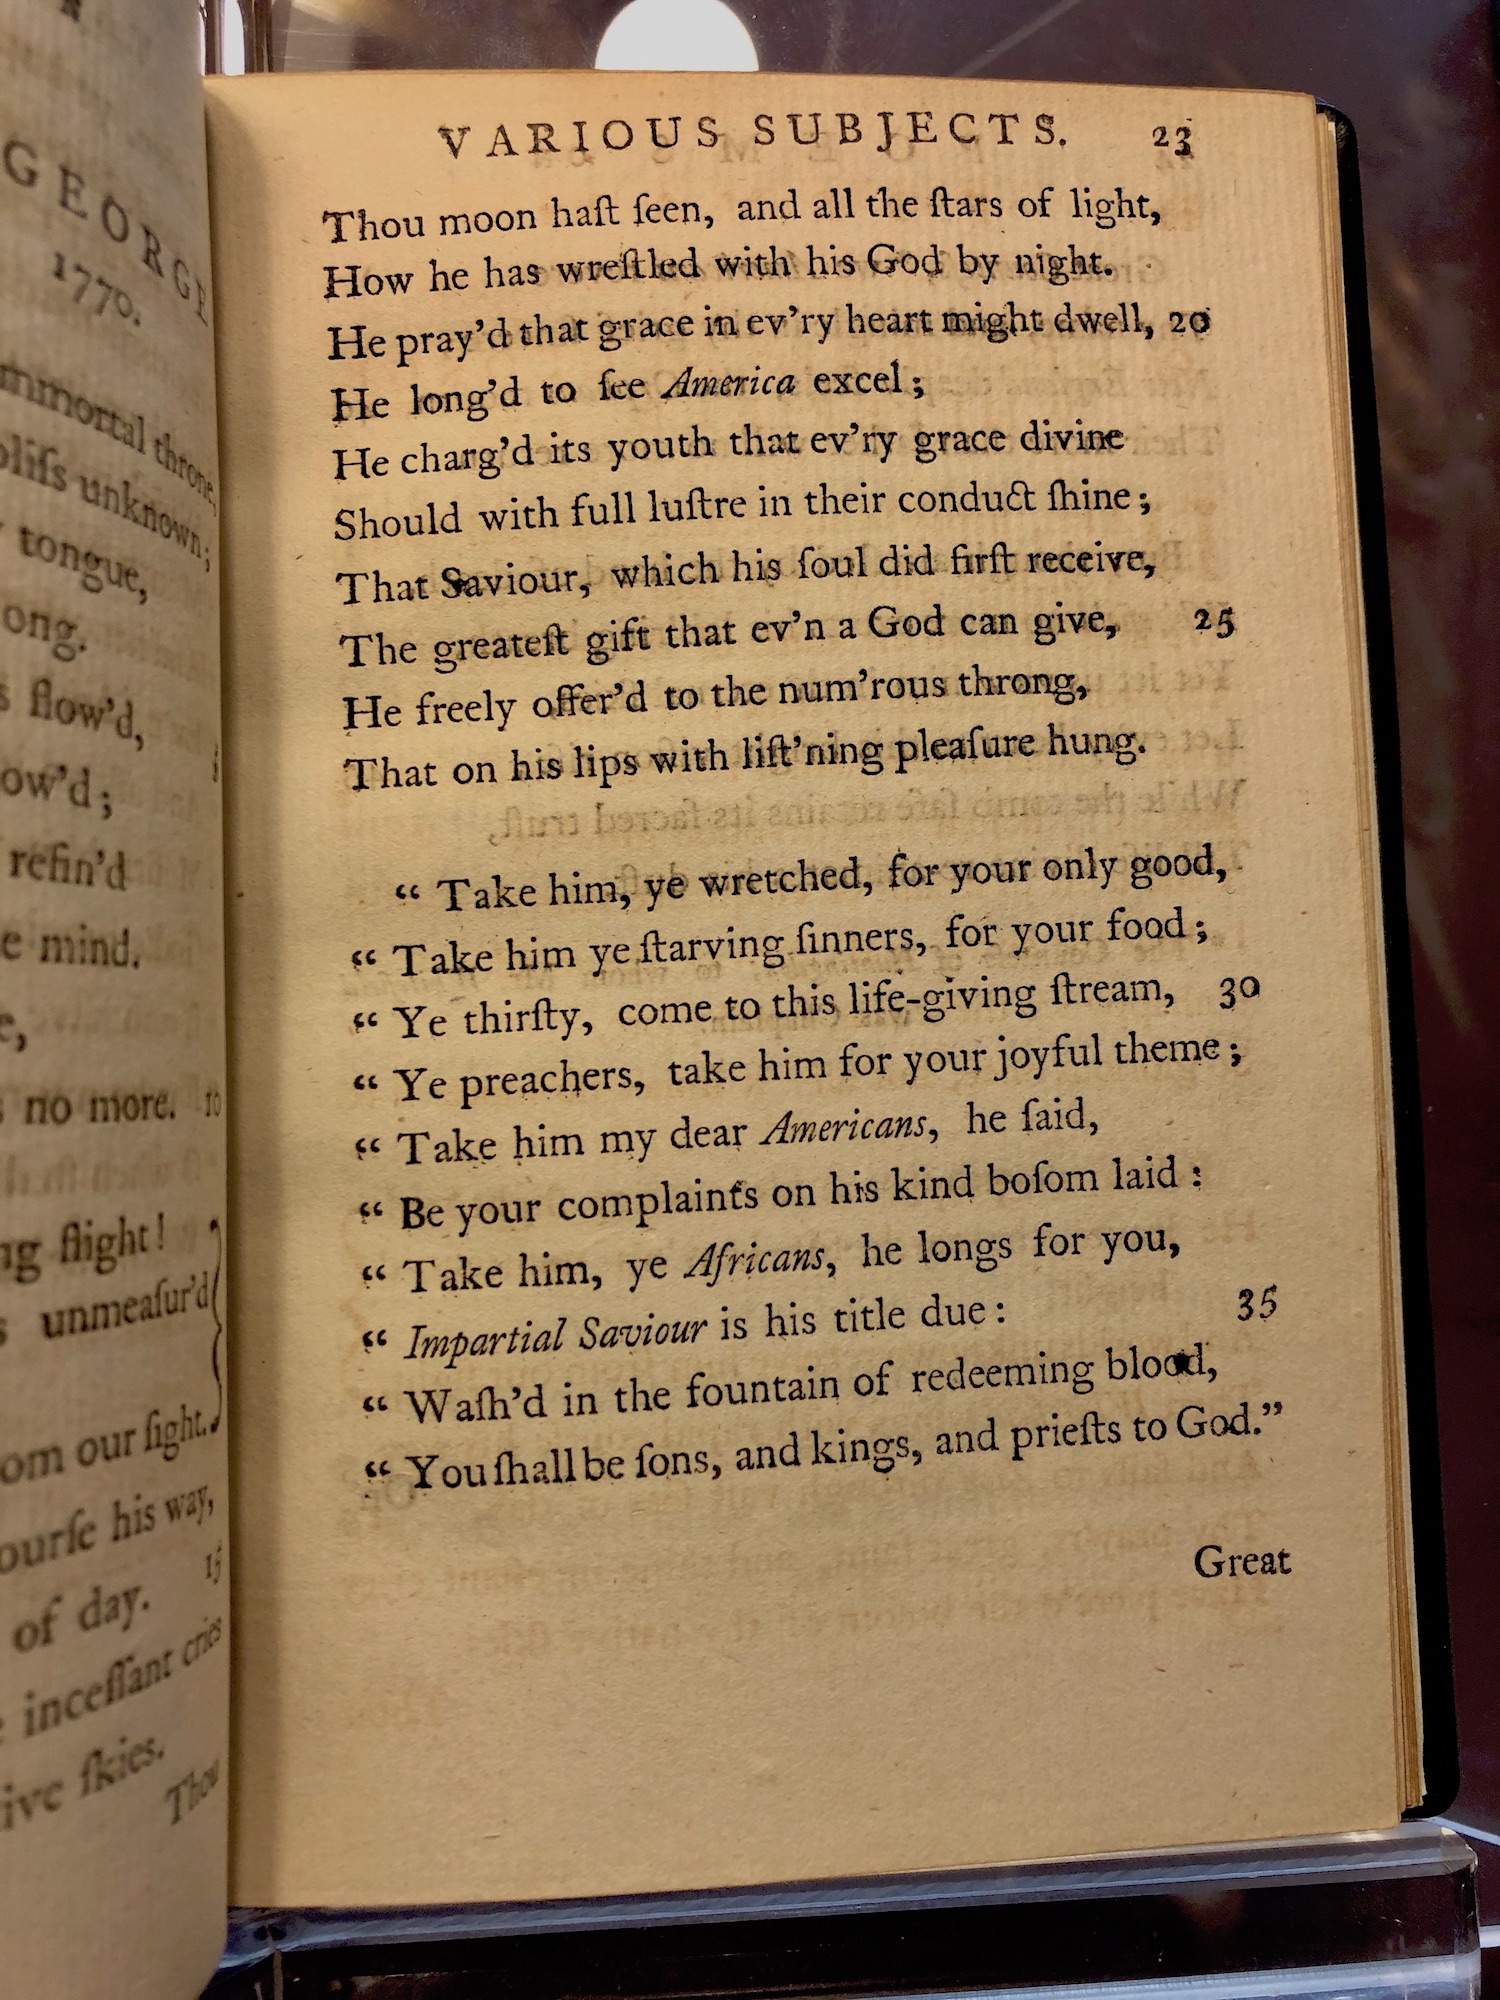 GEORGE
1770.
mmortal throne,
bliſs unknown;
tongue,
ong.
s flow'd,
ow'd;
refin'd
e mind.
e,
no more. 10
ng flight!
s unmeaſur'd
om our ſight.
ourſe his way,
15
of day.
inceſſant cries
ive ſkies.
Thou
VARIOUS SUBJECTS. 23
Thou moon haſt ſeen, and all the ſtars of light,
How he has wreſtled with his God by night.
He pray'd that grace in ev'ry heart might dwell, 20
He long'd to ſee America excel;
He charg'd its youth that ev'ry grace divine
Should with full luſtre in their conduct ſhine;
That Saviour, which his ſoul did firſt receive,
The greateſt gift that ev'n a God can give, 25
He freely offer'd to the num'rous throng,
That on his lips with liſt'ning pleaſure hung.
“ Take him, ye wretched, for your only good,
“ Take him ye ſtarving ſinners, for your food;
“ Ye thirſty, come to this life-giving ſtream, 30
“ Ye preachers, take him for your joyful theme;
“ Take him my dear Americans, he ſaid,
“ Be your complaints on his kind boſom laid:
“ Take him, ye Africans, he longs for you,
“ Impartial Saviour is his title due: 35
“ Waſh'd in the fountain of redeeming blood,
“ You ſhall be ſons, and kings, and prieſts to God.”
Great